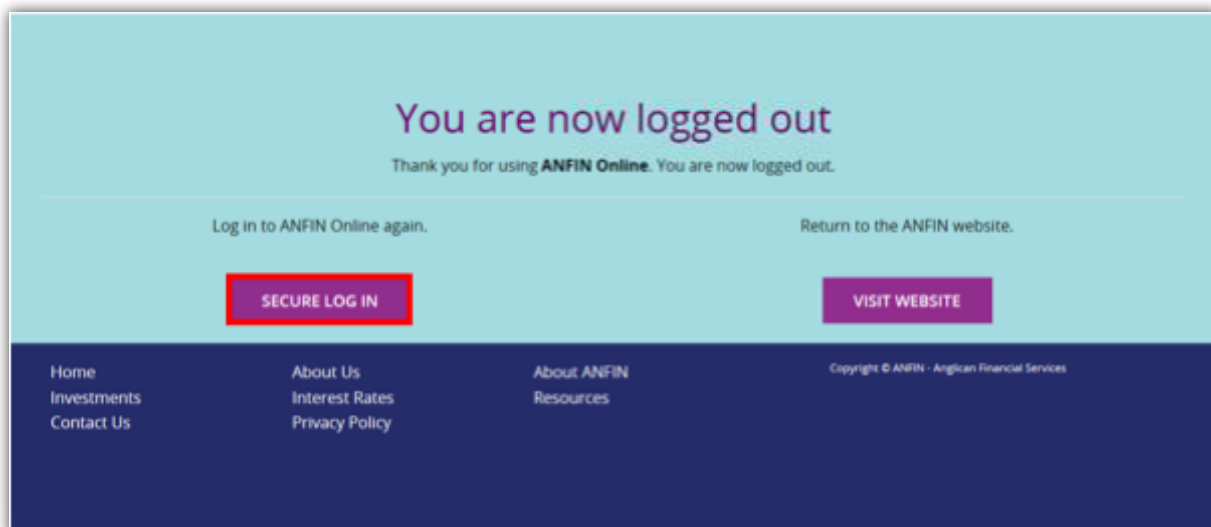 You are now logged out
Thank you for using ANFIN Online. You are now logged out.
Log in to ANFIN Online again.
Return to the ANFIN website.
SECURE LOG IN
VISIT WEBSITE
Home
Investments
Contact Us
About Us
Interest Rates
Privacy Policy
About ANFIN
Resources
Copyright © ANFIN - Anglican Financial Services